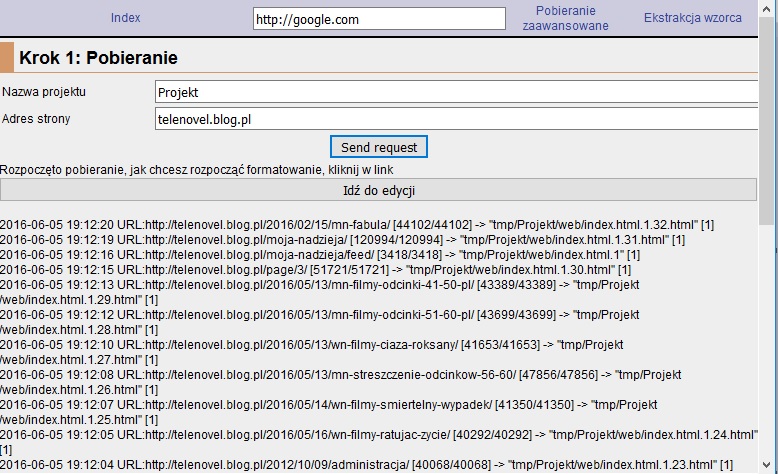 Index
http://google.com
Pobieranie
zaawansowane
Ekstrakcja wzorca
Krok 1: Pobieranie
Nazwa projektu
Projekt
Adres strony
telenovel.blog.pl
Send request
Rozpoczęto pobieranie, jak chcesz rozpocząć formatowanie, kliknij w link
Idź do edycji
2016-06-05 19:12:20 URL:http://telenovel.blog.pl/2016/02/15/mn-fabula/ [44102/44102] -> "tmp/Projekt/web/index.html.1.32.html" [1]
2016-06-05 19:12:19 URL:http://telenovel.blog.pl/moja-nadzieja/ [120994/120994] -> "tmp/Projekt/web/index.html.1.31.html" [1]
2016-06-05 19:12:16 URL:http://telenovel.blog.pl/moja-nadzieja/feed/ [3418/3418] -> "tmp/Projekt/web/index.html.1" [1]
2016-06-05 19:12:15 URL:http://telenovel.blog.pl/page/3/ [51721/51721] -> "tmp/Projekt/web/index.html.1.30.html" [1]
2016-06-05 19:12:13 URL:http://telenovel.blog.pl/2016/05/13/mn-filmy-odcinki-41-50-pl/ [43389/43389] -> "tmp/Projekt
/web/index.html.1.29.html" [1]
2016-06-05 19:12:12 URL:http://telenovel.blog.pl/2016/05/13/mn-filmy-odcinki-51-60-pl/ [43699/43699] -> "tmp/Projekt
/web/index.html.1.28.html" [1]
2016-06-05 19:12:10 URL:http://telenovel.blog.pl/2016/05/13/wn-filmy-ciaza-roksany/ [41653/41653] -> "tmp/Projekt
/web/index.html.1.27.html" [1]
2016-06-05 19:12:08 URL:http://telenovel.blog.pl/2016/05/13/mn-streszczenie-odcinkow-56-60/ [47856/47856] -> "tmp/Projekt
/web/index.html.1.26.html" [1]
2016-06-05 19:12:07 URL:http://telenovel.blog.pl/2016/05/14/wn-filmy-smiertelny-wypadek/ [41350/41350] -> "tmp/Projekt
/web/index.html.1.25.html" [1]
2016-06-05 19:12:05 URL:http://telenovel.blog.pl/2016/05/16/wn-filmy-ratujac-zycie/ [40292/40292] -> "tmp/Projekt/web/index.html.1.24.html"
[1]
2016-06-05 19:12:04 URL:http://telenovel.blog.pl/2012/10/09/administracja/ [40068/40068] -> "tmp/Projekt/web/index.html.1.23.html" [1]